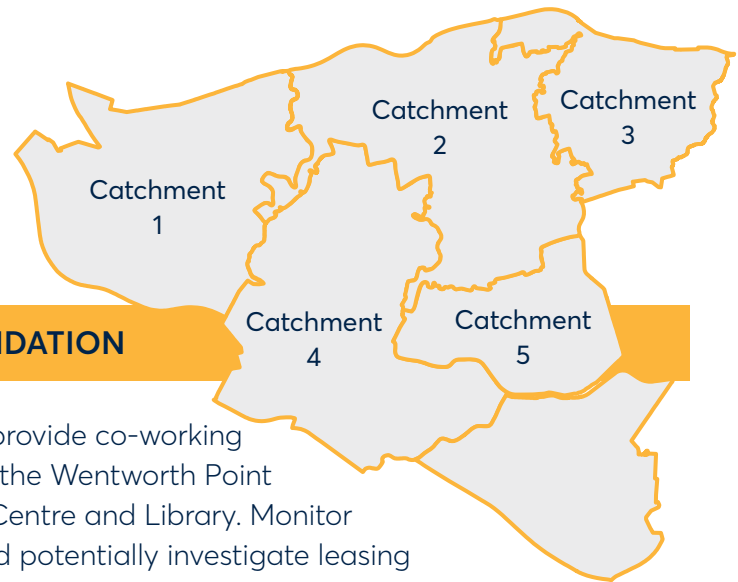 Catchment
1
Catchment
2
Catchment
3
Catchment
4
Catchment
5
provide co-working
the Wentworth Point
Centre and Library. Monitor
potentially investigate leasing